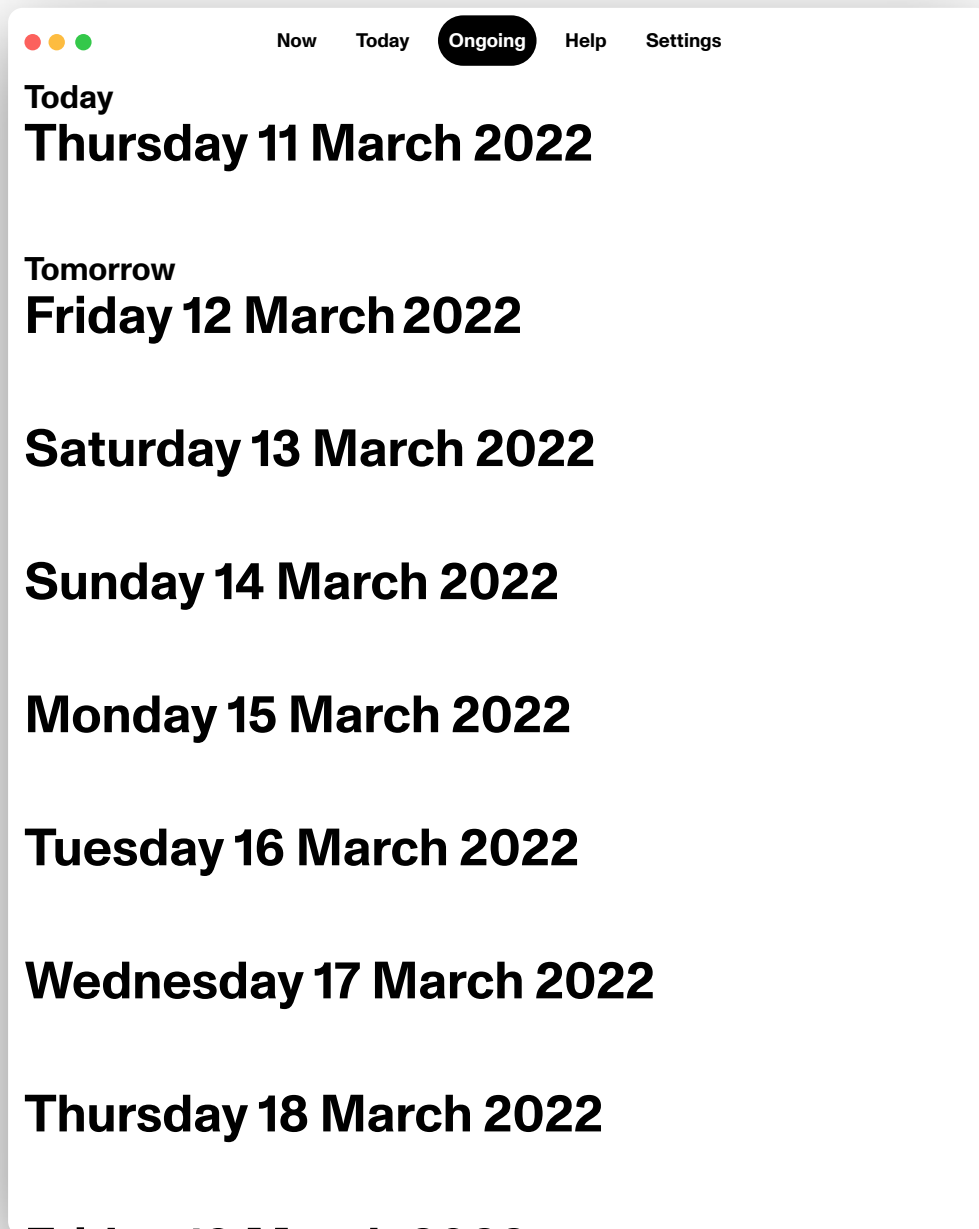 Now Today Ongoing Help Settings
Today
Thursday 11 March 2022
Tomorrow
Friday 12 March 2022
Saturday 13 March 2022
Sunday 14 March 2022
Monday 15 March 2022
Tuesday 16 March 2022
Wednesday 17 March 2022
Thursday 18 March 2022